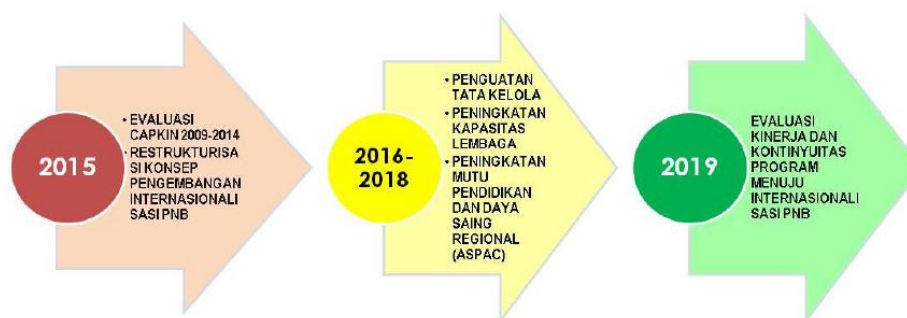 2015
• EVALUASI
CAPKIN 2009-2014
• RESTRUKTURISA
SI KONSEP
PENGEMBANGAN
INTERNASIONALI
SASI PNB
2016-
2018
• PENGUATAN
TATA KELOLA
• PENINGKATAN
KAPASITAS
LEMBAGA
• PENINGKATAN
MUTU
PENDIDIKAN
DAN DAYA
SAING
REGIONAL
(ASPAC)
2019
EVALUASI
KINERJA DAN
KONTINYUITAS
PROGRAM
MENUJU
INTERNASIONALI
SASI PNB